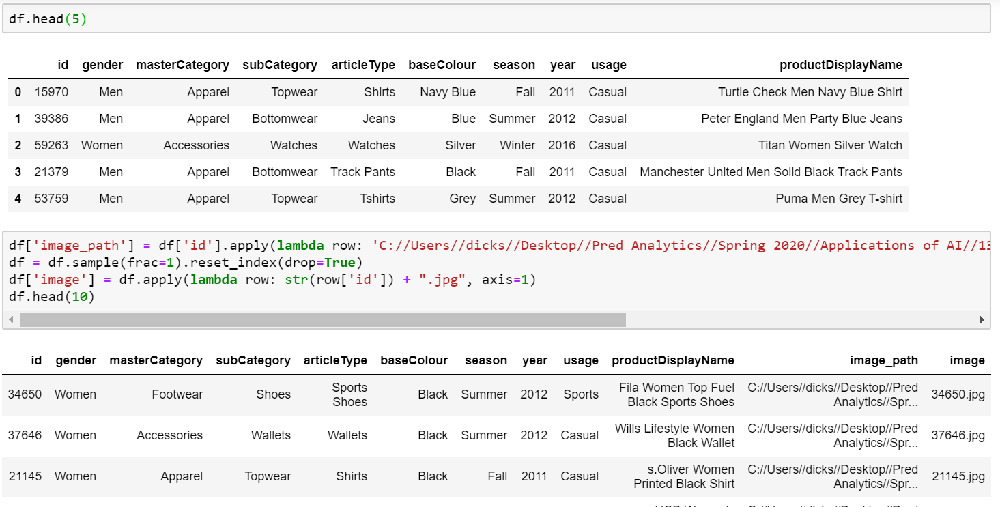 df.head(5)
id gender masterCategory subCategory articleType baseColour season year usage productDisplayName
0 15970 Men Apparel Topwear Shirts Navy Blue Fall 2011 Casual Turtle Check Men Navy Blue Shirt
1 39386 Men Apparel Bottomwear Jeans Blue Summer 2012 Casual Peter England Men Party Blue Jeans
2 59263 Women Accessories Watches Watches Silver Winter 2016 Casual Titan Women Silver Watch
3 21379 Men Apparel Bottomwear Track Pants Black Fall 2011 Casual Manchester United Men Solid Black Track Pants
4 53759 Men Apparel Topwear Tshirts Grey Summer 2012 Casual Puma Men Grey T-shirt
df['image_path'] = df['id'].apply(lambda row: 'C://Users//dicks//Desktop//Pred Analytics//Spring 2020//Applications of AI//13
df = df.sample(frac=1).reset_index(drop=True)
df['image'] = df.apply(lambda row: str(row['id']) + ".jpg", axis=1)
df.head(10)
id gender masterCategory subCategory articleType baseColour season year usage productDisplayName image_path image
Sports Fila Women Top Fuel C://Users//dicks//Desktop//Pred
34650 Women Footwear Shoes Black Summer 2012 Sports 34650.jpg
Shoes Black Sports Shoes Analytics//Spr...
Wills Lifestyle Women C://Users//dicks//Desktop//Pred
37646 Women Accessories Wallets Wallets Black Summer 2012 Casual 37646.jpg
Black Wallet Analytics//Spr...
s.Oliver Women C://Users//dicks//Desktop//Pred
21145 Women Apparel Topwear Shirts Black Fall 2011 Casual 21145.jpg
Printed Black Shirt Analytics//Spr...